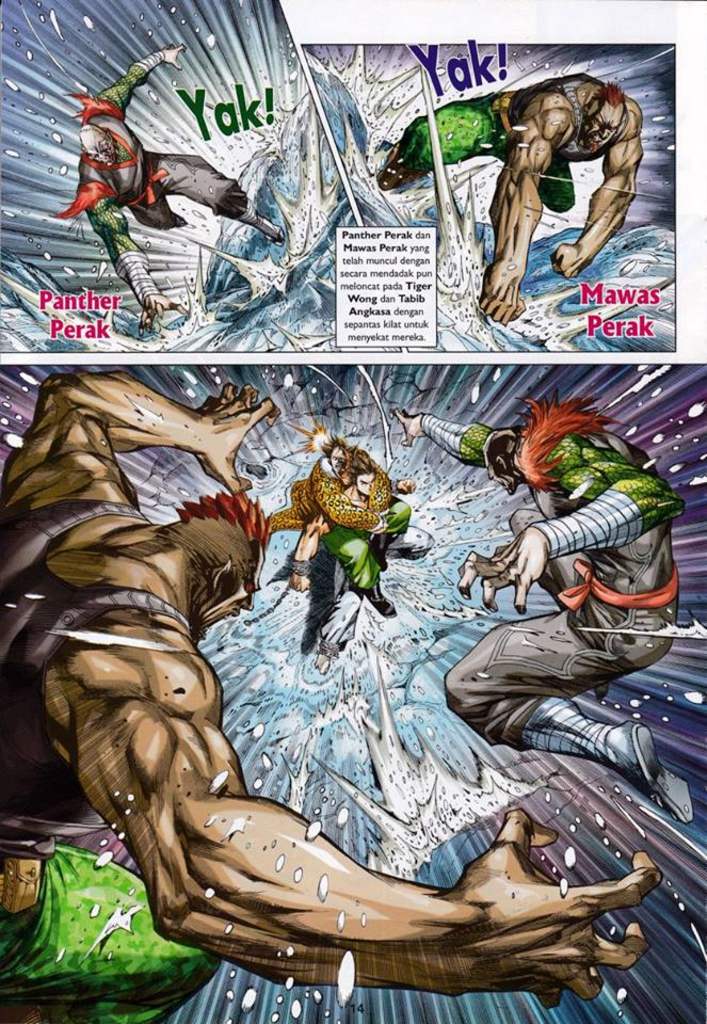 Yak!
Yak!
Panther
Perak
Panther Perak dan
Mawas Perak yang
telah muncul dengan
secara mendadak pun
meloncat pada Tiger
Wong dan Tabib
Angkasa dengan
sepantas kilat untuk
menyekat mereka.
Mawas
Perak
14